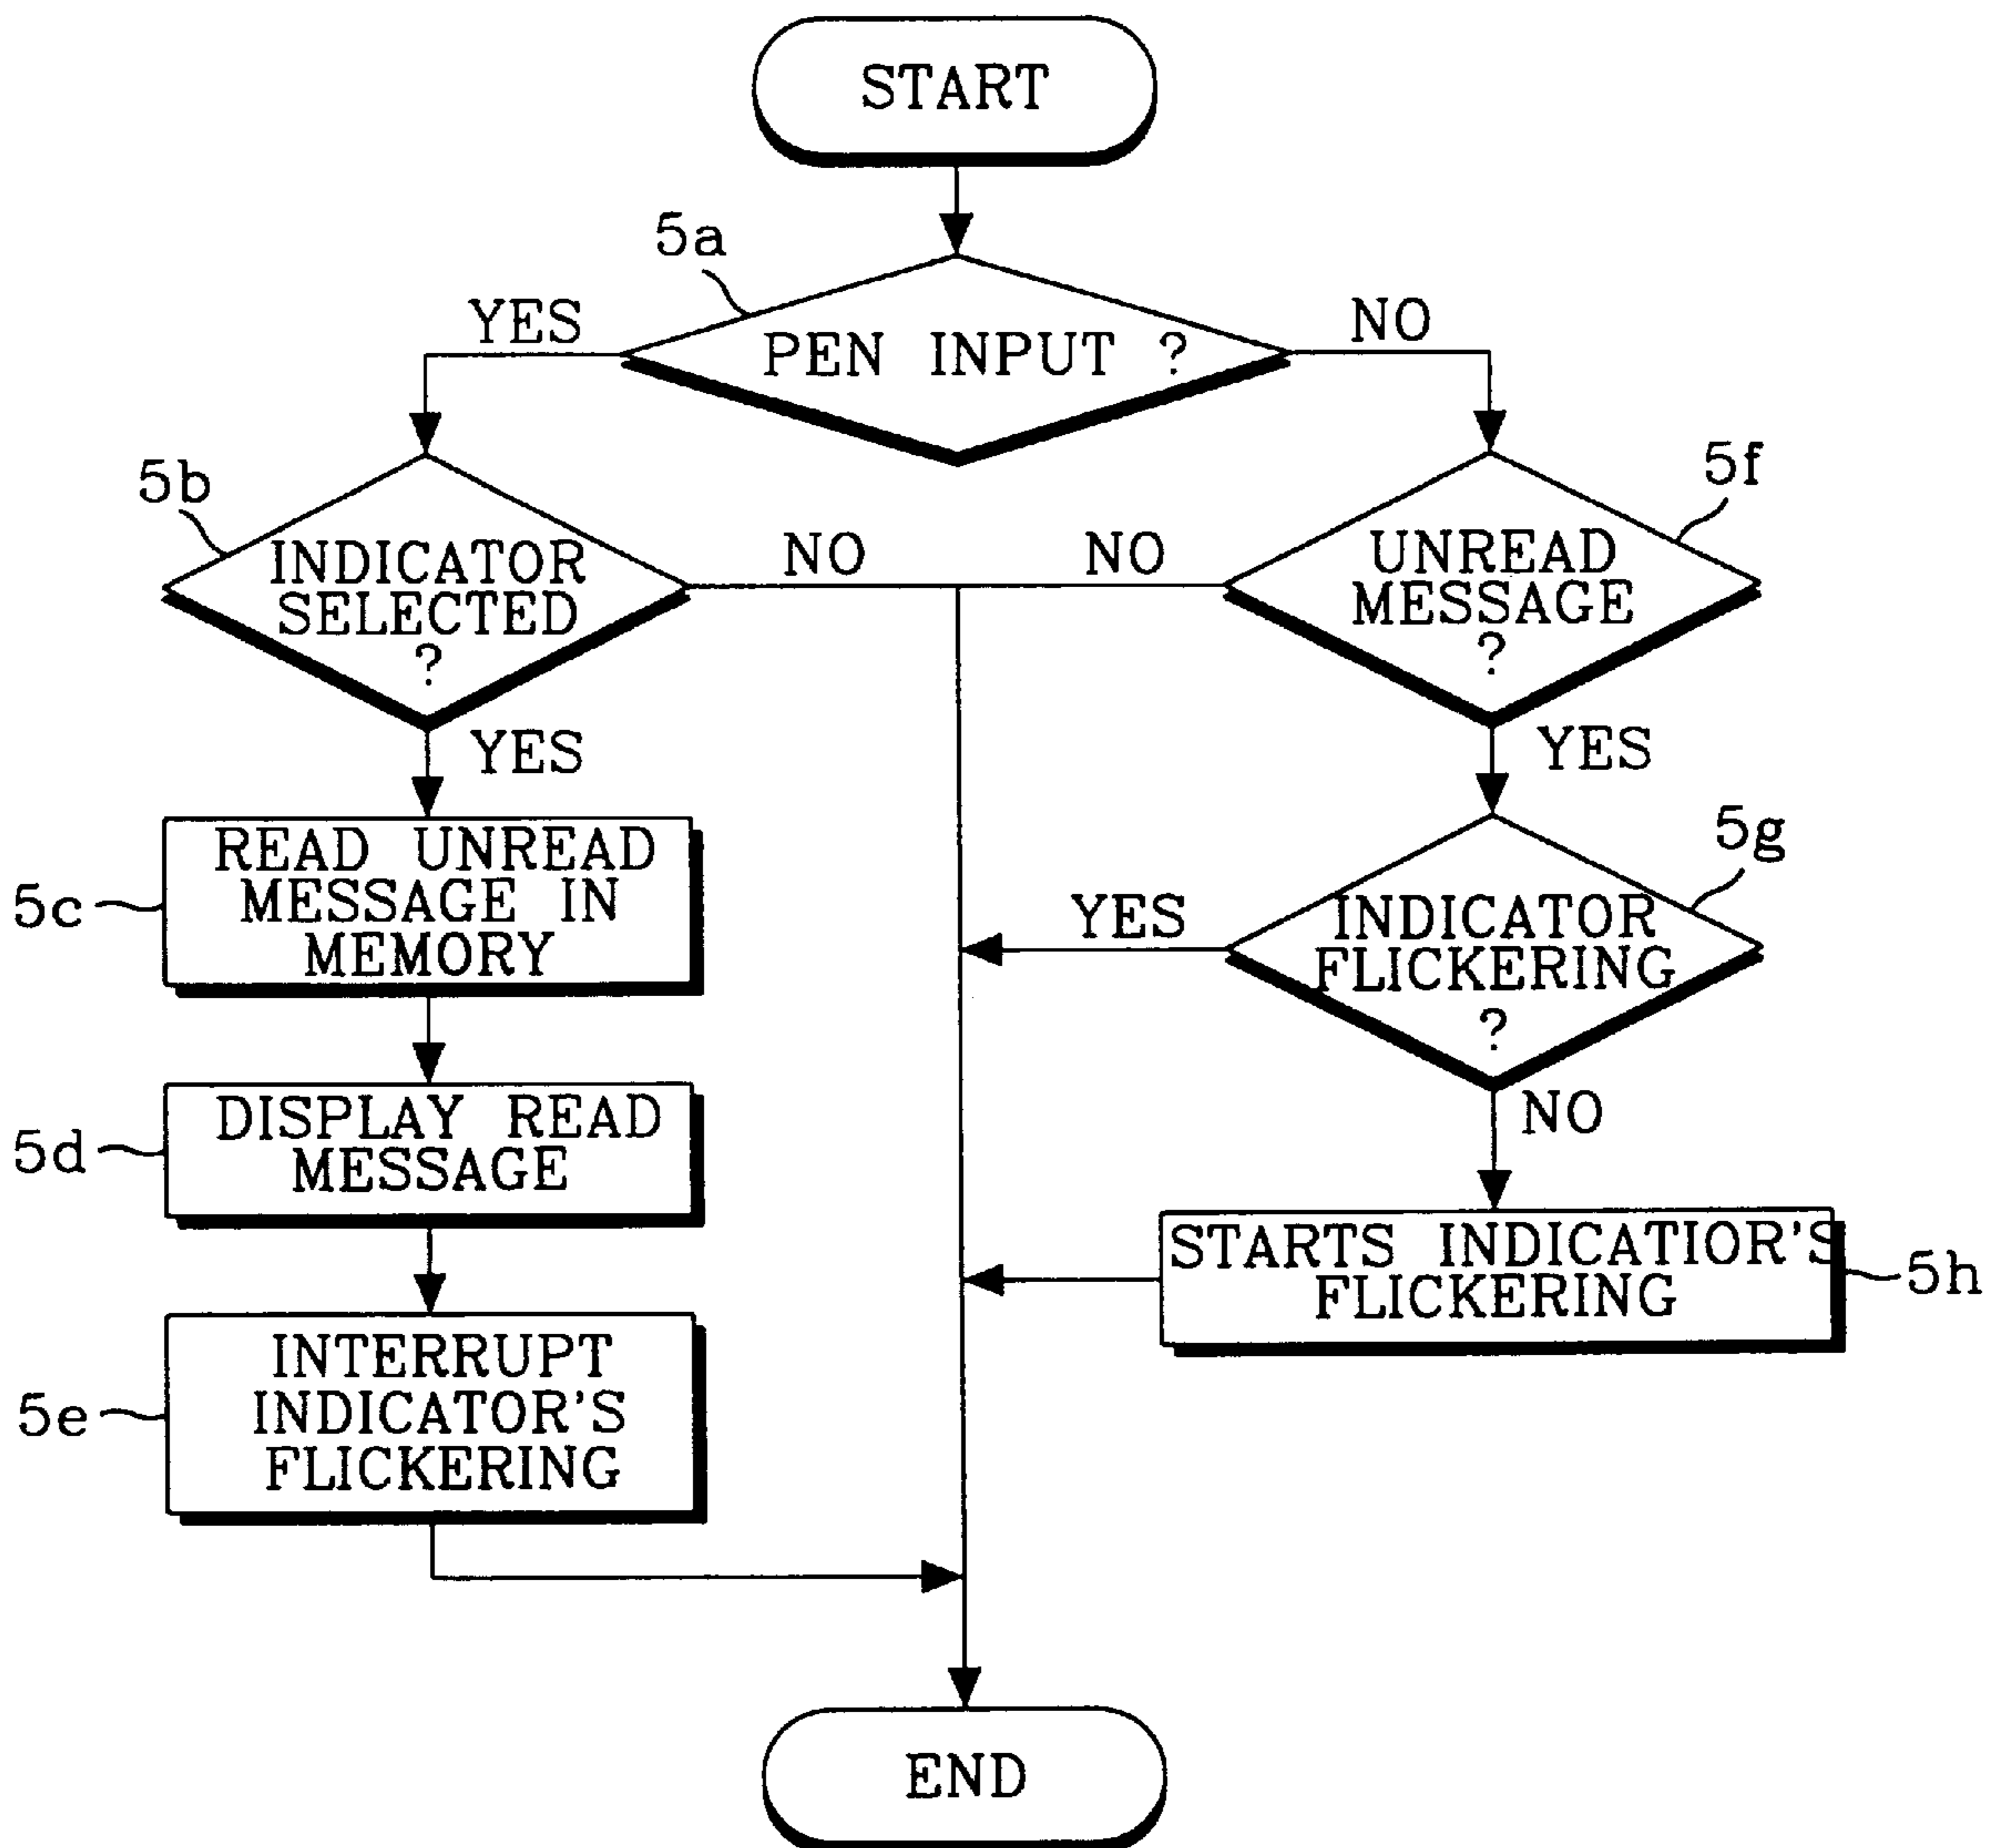 START
5a
YES
PEN INPUT ?
NO
5b
INDICATOR
SELECTED
?
NO
NO
5f
UNREAD
MESSAGE
?
YES
YES
5c
READ UNREAD
MESSAGE IN
MEMORY
5g
YES
INDICATOR
FLICKERING
?
NO
5d
DISPLAY READ
MESSAGE
STARTS INDICATIOR'S
FLICKERING
5h
5e
INTERRUPT
INDICATOR'S
FLICKERING
END